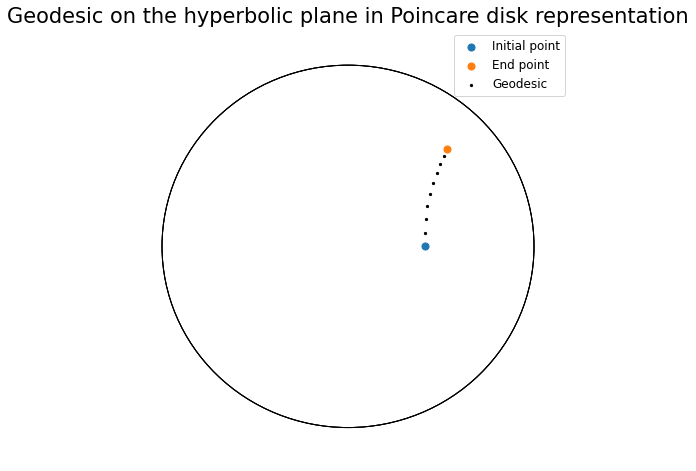 Geodesic on the hyperbolic plane in Poincare disk representation
Initial point
End point
Geodesic